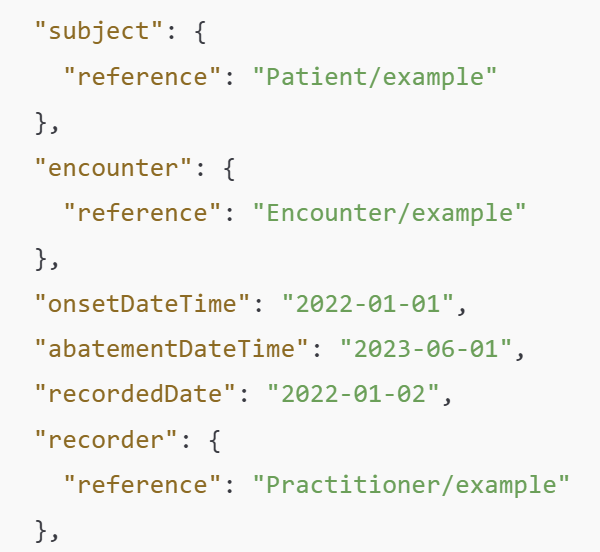 "subject": {
"reference": "Patient/example"
},
"encounter": {
"reference": "Encounter/example"
},
"onsetDateTime": "2022-01-01",
"abatementDateTime": "2023-06-01",
"recordedDate": "2022-01-02",
"recorder": {
"reference": "Practitioner/example"
},